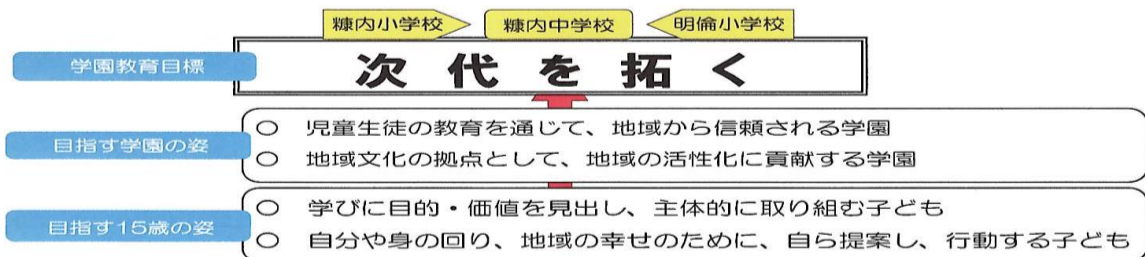 糠内小学校
糠内中学校
明倫小学校
学園教育目標
次代を拓く
目指す学園の姿
○ 児童生徒の教育を通じて、地域から信頼される学園
○ 地域文化の拠点として、地域の活性化に貢献する学園
目指す15歳の姿
○ 学びに目的・価値を見出し、主体的に取り組む子ども
○ 自分や身の回り、地域の幸せのために、自ら提案し、行動する子ども